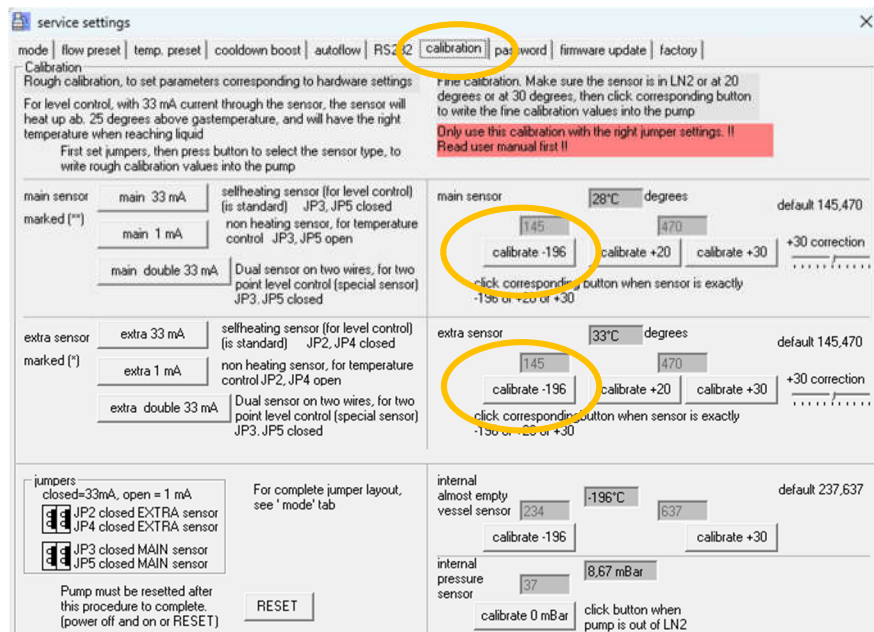 service settings
mode flow preset temp. preset cooldown boost autoflow RS232 calibration password firmware update factory
Calibration
Rough calibration, to set parameters corresponding to hardware settings
For level control, with 33 mA current through the sensor, the sensor will
heat up ab. 25 degrees above gastemperature, and will have the right
temperature when reaching liquid
First set jumpers, then press button to select the sensor type, to
write rough calibration values into the pump
Fine calibration. Make sure the sensor is in LN2 or at 20
degrees or at 30 degrees, then click corresponding button
to write the fine calibration values into the pump
Only use this calibration with the right jumper settings. !!
Read user manual first !!
main sensor
marked (**)
main 33 mA
selfheating sensor (for level control)
(is standard) JP3, JP5 closed
main 1 mA
non heating sensor, for temperature
control JP3, JP5 open
main double 33 mA
Dual sensor on two wires, for two
point level control (special sensor)
JP3. JP5 closed
main sensor
28°C degrees
default 145,470
145 470
calibrate -196 calibrate +20 calibrate +30
+30 correction
click corresponding button when sensor is exactly
-196 or +20 or +30
extra sensor
marked (*)
extra 33 mA
selfheating sensor (for level control)
(is standard) JP2, JP4 closed
extra 1 mA
non heating sensor, for temperature
control JP2, JP4 open
extra double 33 mA
Dual sensor on two wires, for two
point level control (special sensor)
JP3. JP5 closed
extra sensor
33°C degrees
default 145,470
145 470
calibrate -196 calibrate +20 calibrate +30
+30 correction
click corresponding button when sensor is exactly
-196 or +20 or +30
jumpers
closed=33mA, open = 1 mA
JP2 closed EXTRA sensor
JP4 closed EXTRA sensor
JP3 closed MAIN sensor
JP5 closed MAIN sensor
For complete jumper layout,
see ' mode' tab
Pump must be resetted after
this procedure to complete.
(power off and on or RESET)
RESET
internal
almost empty
vessel sensor
234
-196°C
637
default 237,637
calibrate -196 calibrate +30
internal
pressure
sensor
37
8,67 mBar
calibrate 0 mBar
click button when
pump is out of LN2